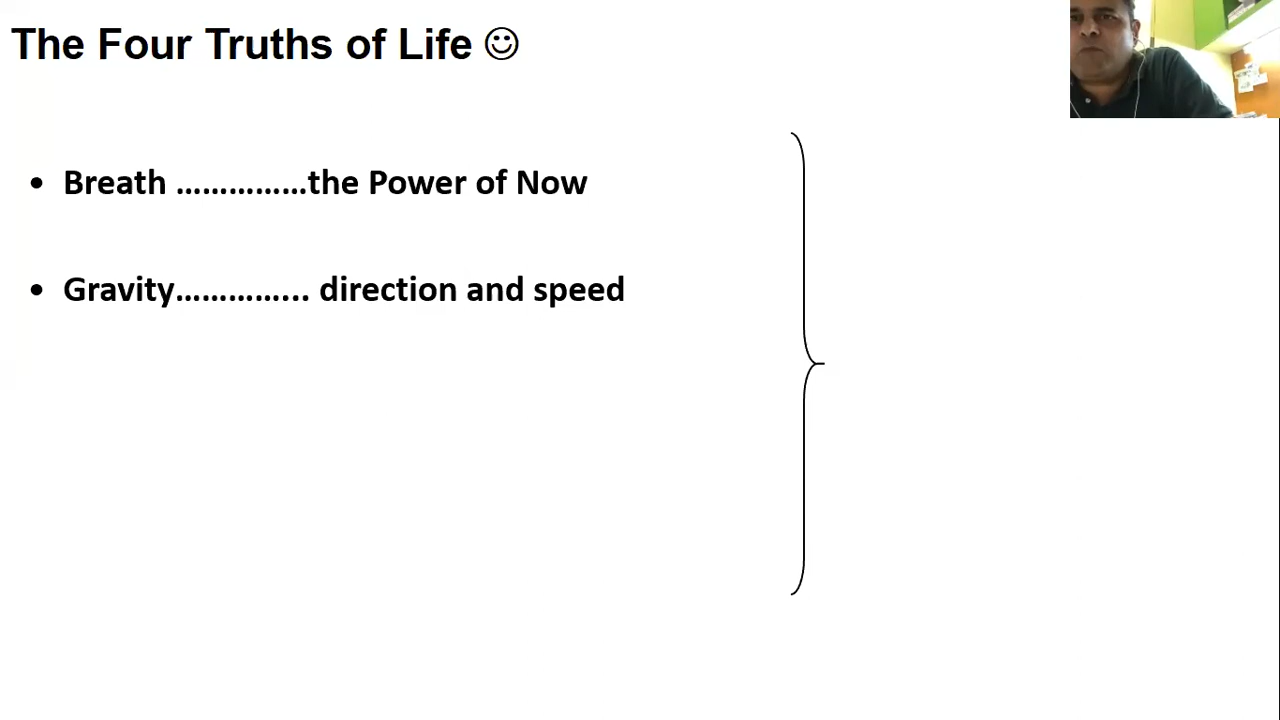 The Four Truths of Life ☺
• Breath ……………the Power of Now
• Gravity…………... direction and speed